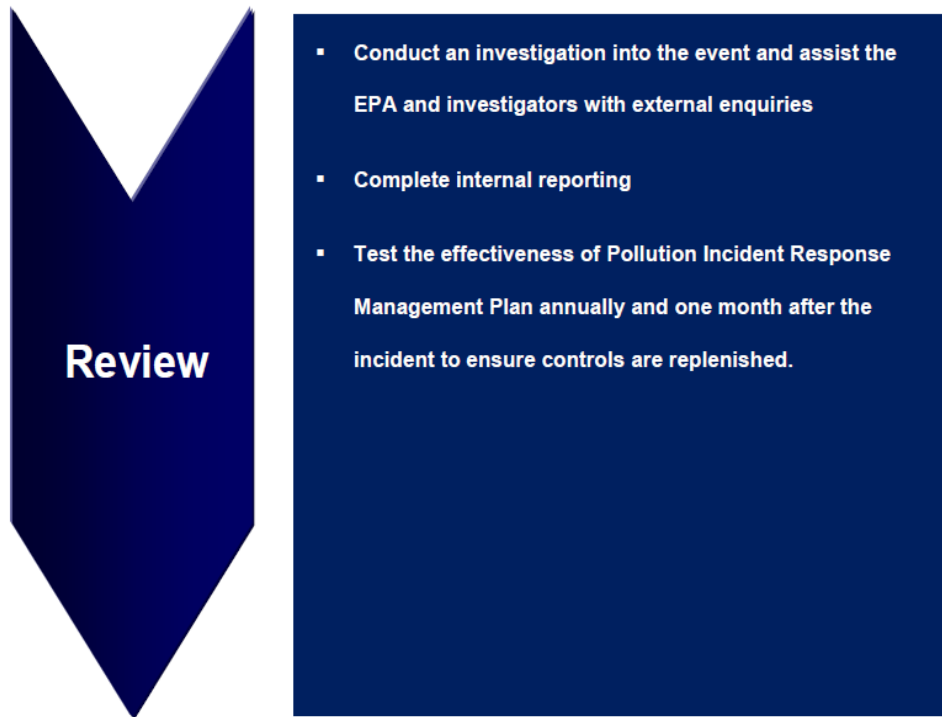 Review
▪ Conduct an investigation into the event and assist the
EPA and investigators with external enquiries
▪ Complete internal reporting
▪ Test the effectiveness of Pollution Incident Response
Management Plan annually and one month after the
incident to ensure controls are replenished.